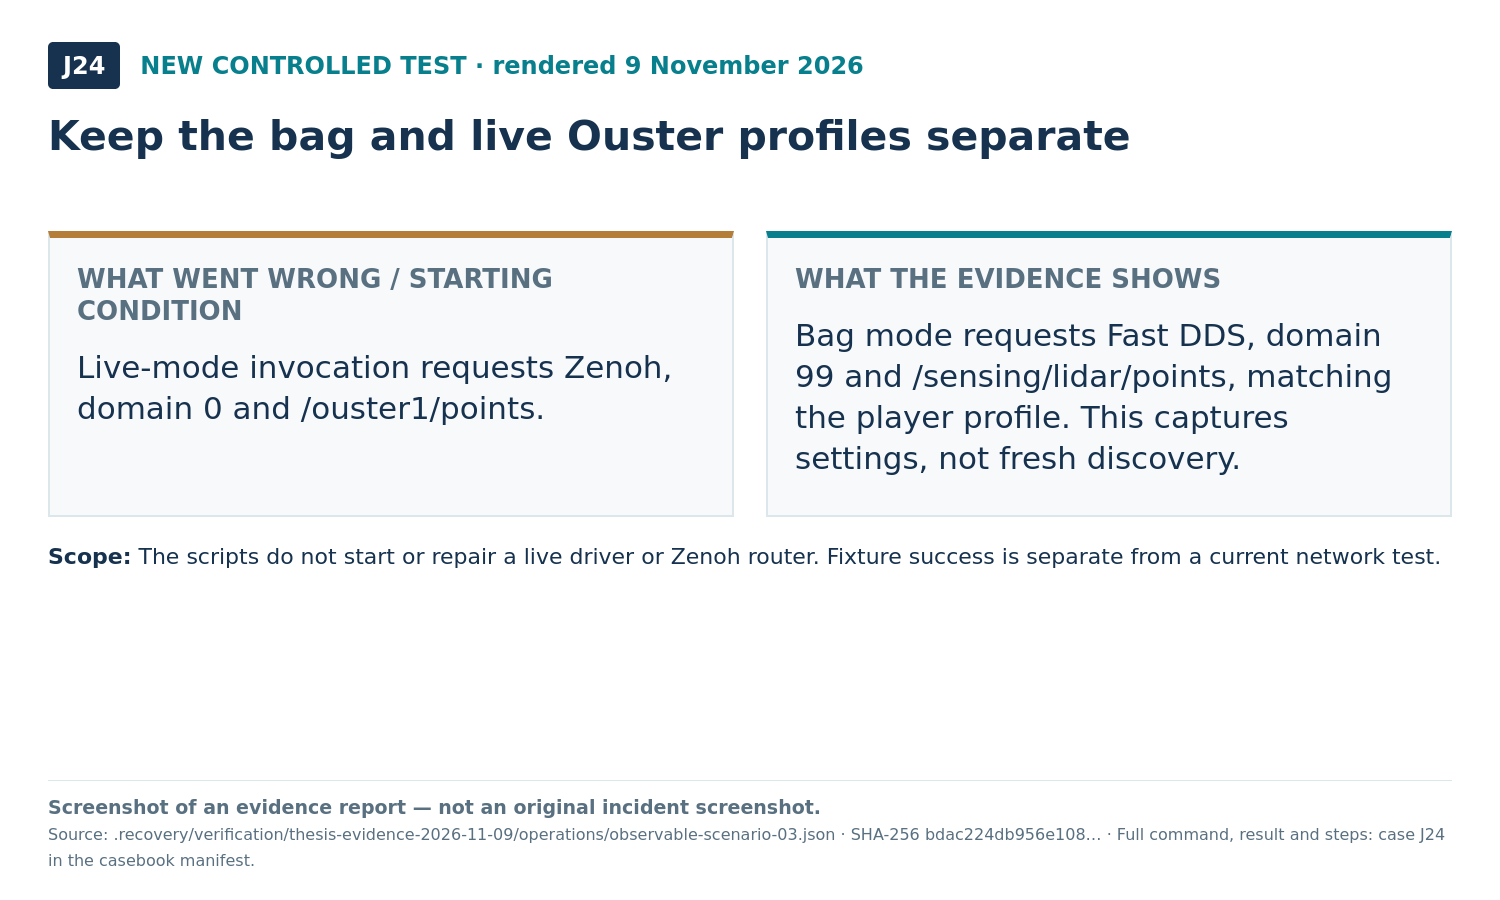 J24
NEW CONTROLLED TEST · rendered 9 November 2026
Keep the bag and live Ouster profiles separate
WHAT WENT WRONG / STARTING
CONDITION
Live-mode invocation requests Zenoh,
domain 0 and /ouster1/points.
WHAT THE EVIDENCE SHOWS
Bag mode requests Fast DDS, domain
99 and /sensing/lidar/points, matching
the player profile. This captures
settings, not fresh discovery.
Scope: The scripts do not start or repair a live driver or Zenoh router. Fixture success is separate from a current network test.
Screenshot of an evidence report — not an original incident screenshot.
Source: .recovery/verification/thesis-evidence-2026-11-09/operations/observable-scenario-03.json · SHA-256 bdac224db956e108… · Full command, result and steps: case J24
in the casebook manifest.